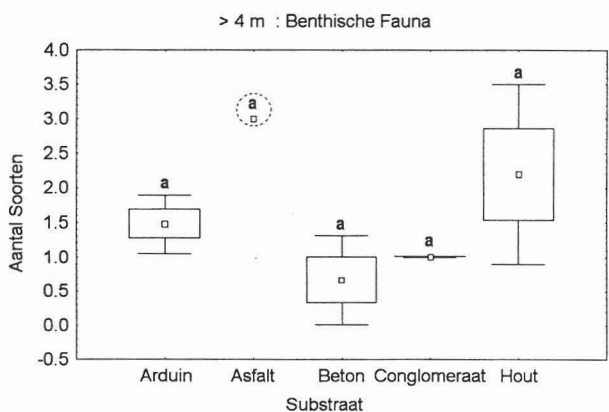 > 4 m : Benthische Fauna
4.0
3.5
3.0
2.5
2.0
1.5
1.0
0.5
0.0
-0.5
Aantal Soorten
a
a
a
a
a
Arduin Asfalt Beton Conglomeraat Hout
Substraat